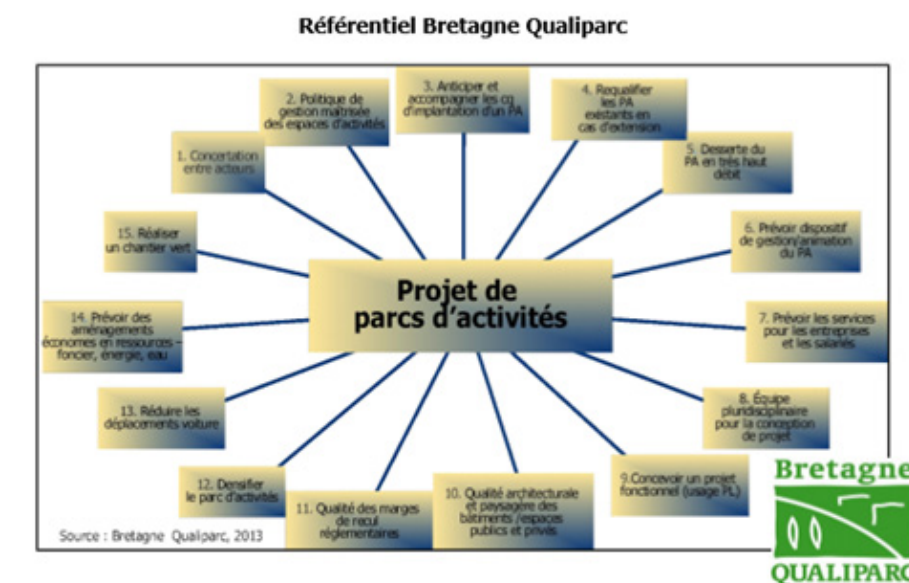 Référentiel Bretagne Qualiparc
1. Concertation
entre acteurs
2. Politique de
gestion maîtrisée
des espaces d'activités
3. Anticiper et
accompagner les cg
d'implantation d'un PA
4. Requalifier
les PA
existants en
cas d'extension
5. Desserte du
PA en très haut
débit
6. Prévoir dispositif
de gestion/animation
du PA
7. Prévoir les services
pour les entreprises
et les salariés
8. Équipe
pluridisciplinaire
pour la conception
de projet
9.Concevoir un projet
fonctionnel (usage PL)
10. Qualité architecturale
et paysagère des
bâtiments /espaces
publics et privés
11. Qualité des marges
de recul
réglementaires
12. Densifier
le parc d'activités
13. Réduire les
déplacements voiture
14. Prévoir des
aménagements
économes en ressources –
foncier, énergie, eau
15. Réaliser
un chantier vert
Projet de
parcs d'activités
Source : Bretagne Qualiparc, 2013
Bretagne
QUALIPARC